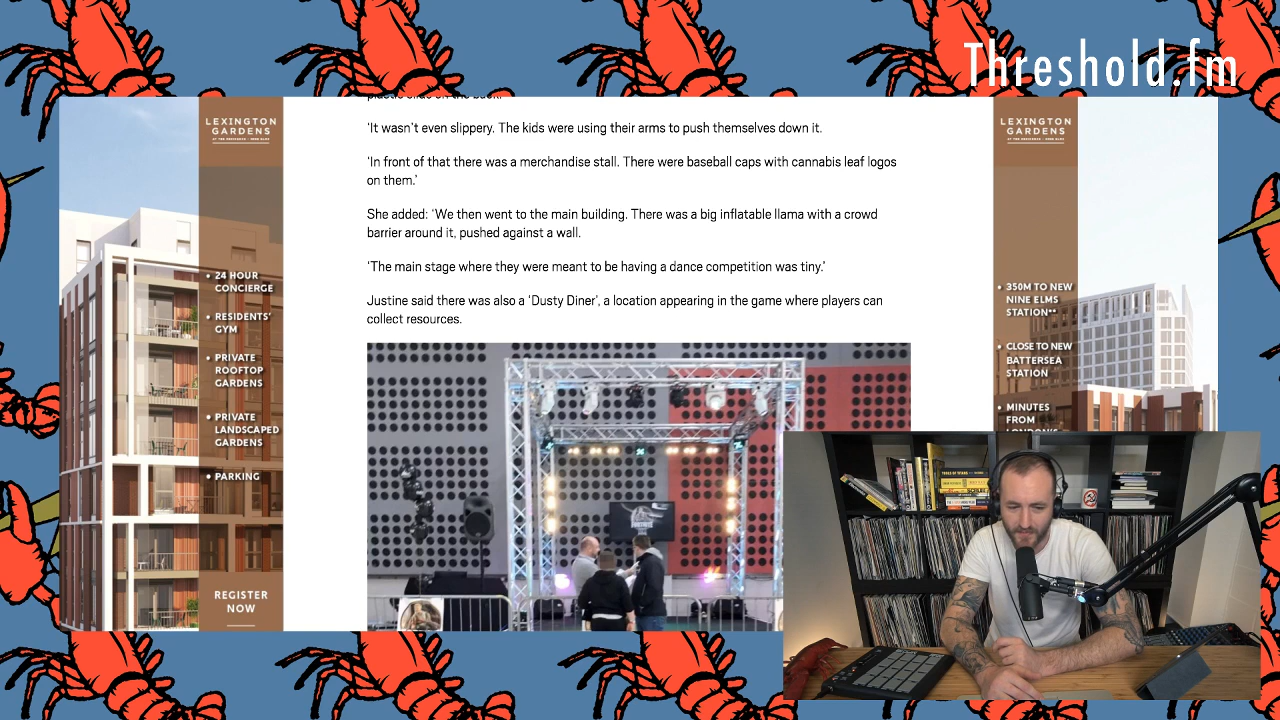 Threshold.fm
‘It wasn’t even slippery. The kids were using their arms to push themselves down it.
‘In front of that there was a merchandise stall. There were baseball caps with cannabis leaf logos
on them.’
She added: ‘We then went to the main building. There was a big inflatable llama with a crowd
barrier around it, pushed against a wall.
‘The main stage where they were meant to be having a dance competition was tiny.’
Justine said there was also a ‘Dusty Diner’, a location appearing in the game where players can
collect resources.
LEXINGTON
GARDENS
• 24 HOUR
CONCIERGE
• RESIDENTS’
GYM
• PRIVATE
ROOFTOP
GARDENS
• PRIVATE
LANDSCAPED
GARDENS
• PARKING
REGISTER
NOW
LEXINGTON
GARDENS
• 350M TO NEW
NINE ELMS
STATION**
• CLOSE TO NEW
BATTERSEA
STATION
• MINUTES
FROM